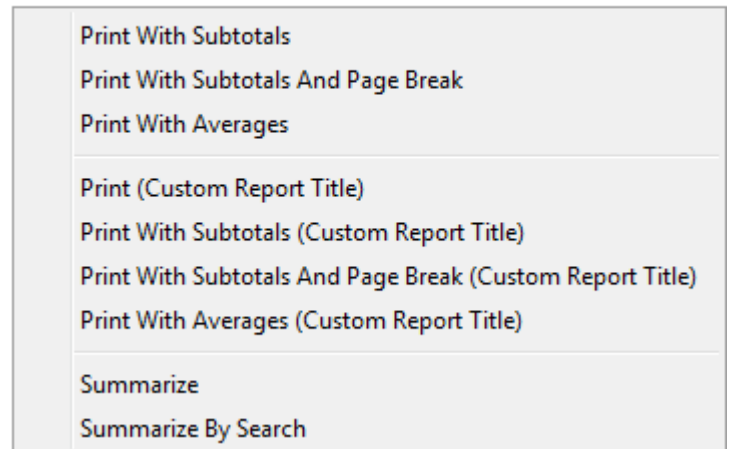 Print With Subtotals
Print With Subtotals And Page Break
Print With Averages
Print (Custom Report Title)
Print With Subtotals (Custom Report Title)
Print With Subtotals And Page Break (Custom Report Title)
Print With Averages (Custom Report Title)
Summarize
Summarize By Search